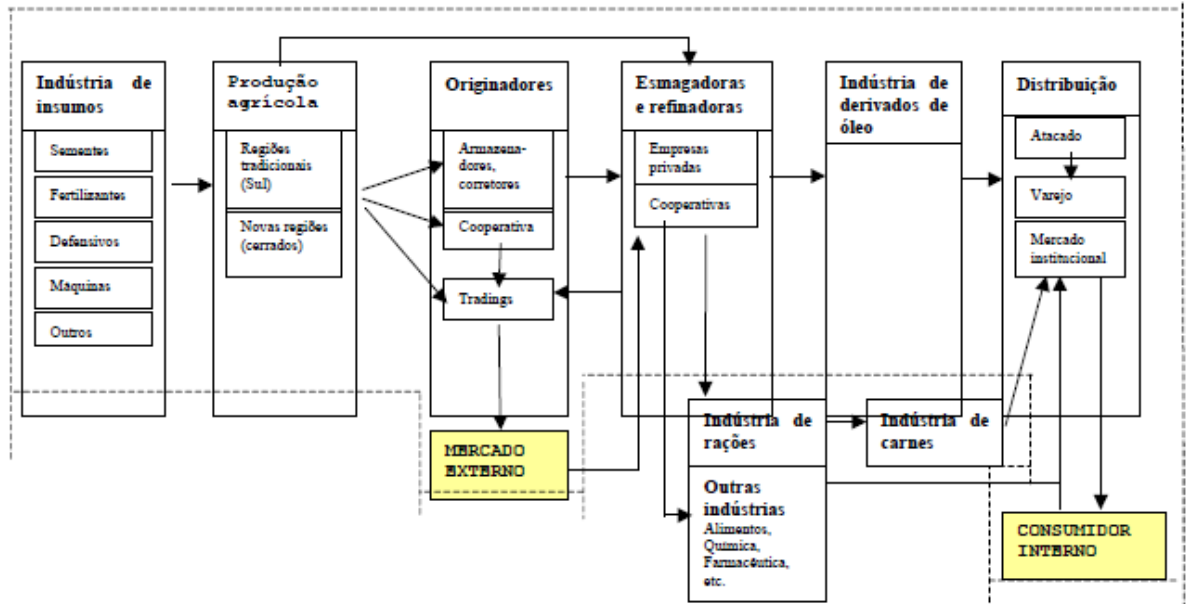 Indústria de
insumos
Sementes
Fertilizantes
Defensivos
Máquinas
Outros
Produção
agrícola
Regiões
tradicionais
(Sul)
Novas regiões
(cerrados)
Originadores
Armazena-
dores,
corretores
Cooperativa
Tradings
MERCADO
EXTERNO
Esmagadoras
e refinadoras
Empresas
privadas
Cooperativas
Indústria de
rações
Outras
indústrias
Alimentos,
Química,
Farmacêutica,
etc.
Indústria de
derivados de
óleo
Indústria de
carnes
Distribuição
Atacado
Varejo
Mercado
institucional
CONSUMIDOR
INTERNO